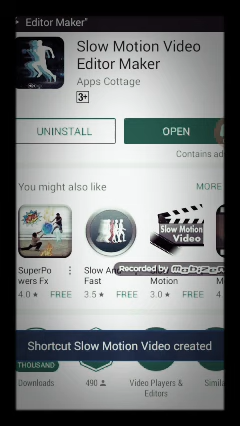 Editor Maker"
Slow Motion Video
Editor Maker
Apps Cottage
3+
UNINSTALL
OPEN
Contains ad
You might also like
MORE
Slow Motion
Video
SuperPo
wers Fx
Slow An
Fast
Motion
4.0 ★ FREE
3.5 ★ FREE
3.0 ★ FREE
4.
Recorded by Mobizen
Shortcut Slow Motion Video created
THOUSAND
Downloads
490
Video Players &
Editors
Simila